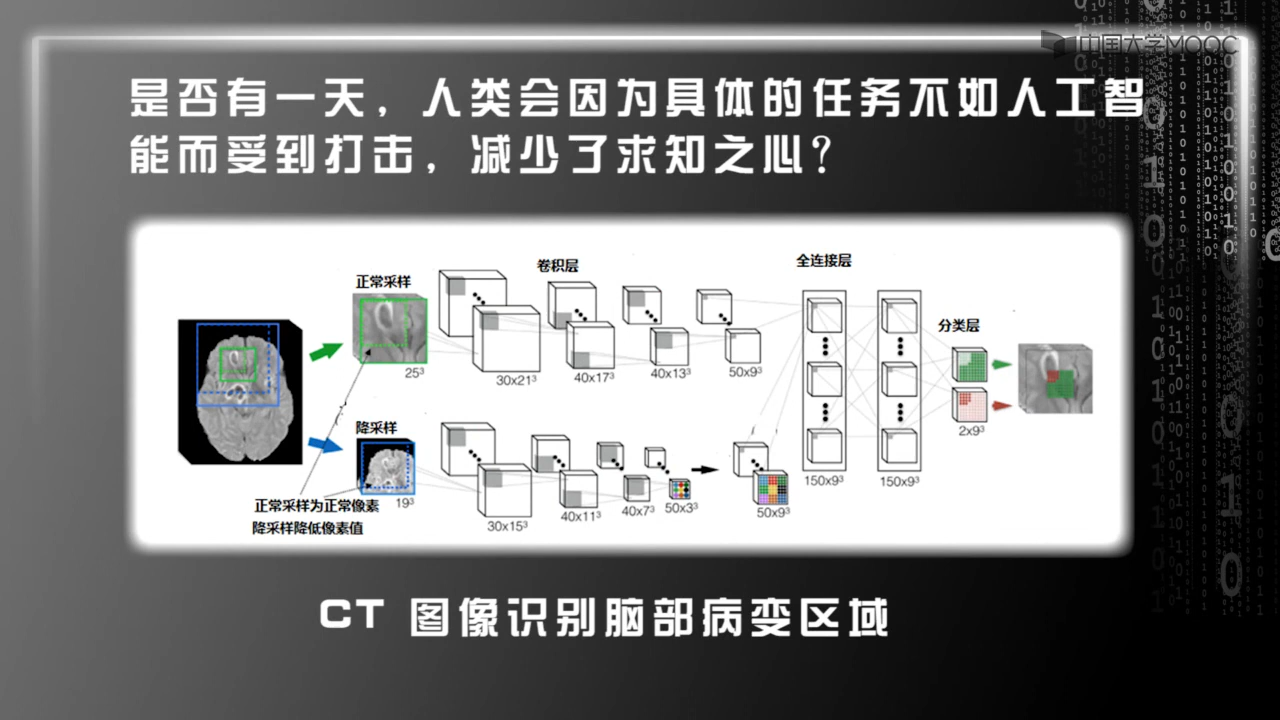 中国大学MOOC
是否有一天，人类会因为具体的任务不如人工智
能而受到打击，减少了求知之心？
正常采样
卷积层
全连接层
分类层
25³
30x21³
40x17³
40x13³
50x9³
2x9³
降采样
正常采样为正常像素
降采样降低像素值
19³
30x15³
40x11³
40x7³
50x3³
50x9³
150x9³
150x9³
CT 图像识别脑部病变区域